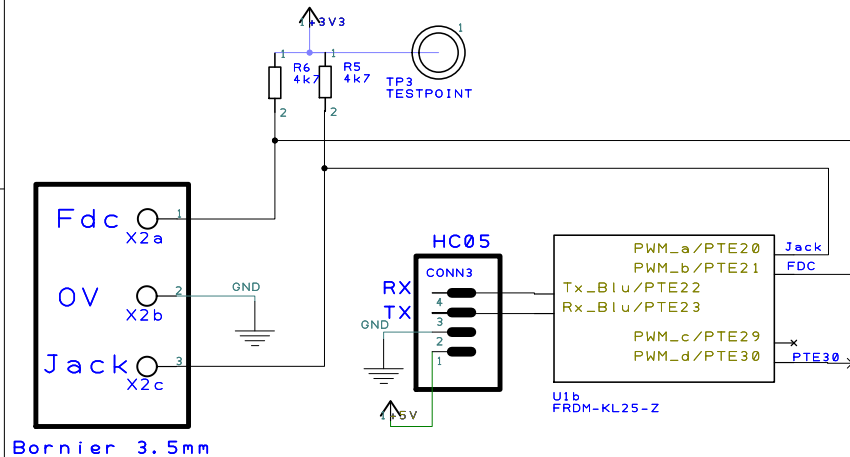 1 +3V3
1
1
1
R6
4k7
R5
4k7
TP3
TESTPOINT
2
2
Fdc
1
X2a
0V
2
GND
X2b
Jack
3
X2c
Bornier 3.5mm
HC05
CONN3
RX
4
TX
3
GND
2
1
1 +5V
PWM_a/PTE20
Jack
PWM_b/PTE21
FDC
Tx_Blu/PTE22
Rx_Blu/PTE23
PWM_c/PTE29
PWM_d/PTE30
PTE30
U1b
FRDM-KL25-Z